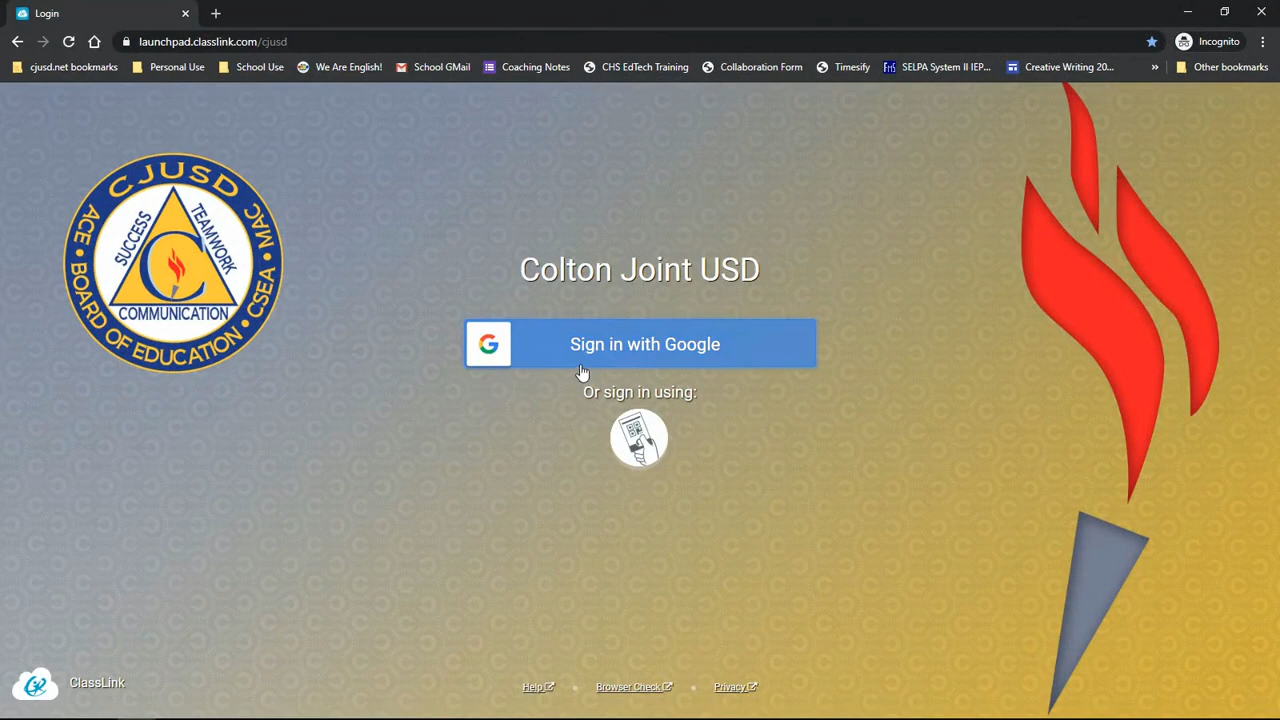 Login
launchpad.classlink.com/cjusd
Incognito
cjusd.net bookmarks
Personal Use
School Use
We Are English!
School GMail
Coaching Notes
CHS EdTech Training
Collaboration Form
Timesify
SELPA System II IEP...
Creative Writing 20...
»
Other bookmarks
CJUSD
ACE • BOARD OF EDUCATION • CSEA • MAC
SUCCESS
TEAMWORK
C
COMMUNICATION
Colton Joint USD
G
Sign in with Google
Or sign in using:
ClassLink
Help
Browser Check
Privacy